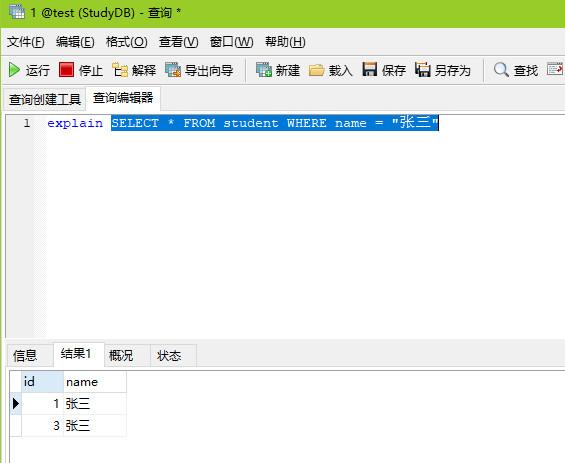 1 @test (StudyDB) - 查询 *
文件(F) 编辑(E) 格式(O) 查看(V) 窗口(W) 帮助(H)
运行 停止 解释 导出向导 新建 载入 保存 另存为 查找
查询创建工具 查询编辑器
1 explain SELECT * FROM student WHERE name = "张三"
信息 结果1 概况 状态
id name
1 张三
3 张三